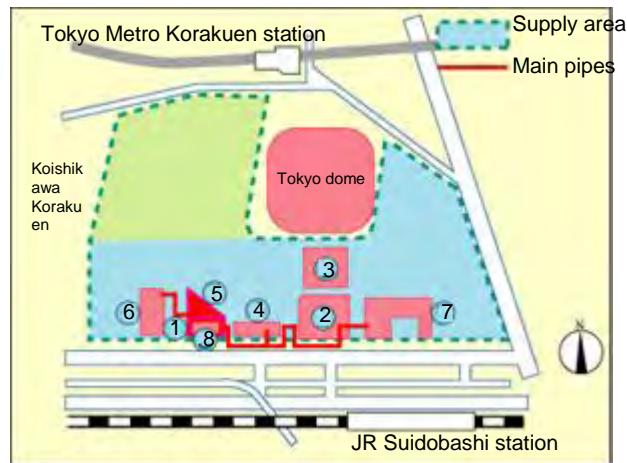 Tokyo Metro Korakuen station
Supply area
Main pipes
Koishik
awa
Koraku
en
Tokyo dome
3
5
6
4
2
7
1
8
N
JR Suidobashi station